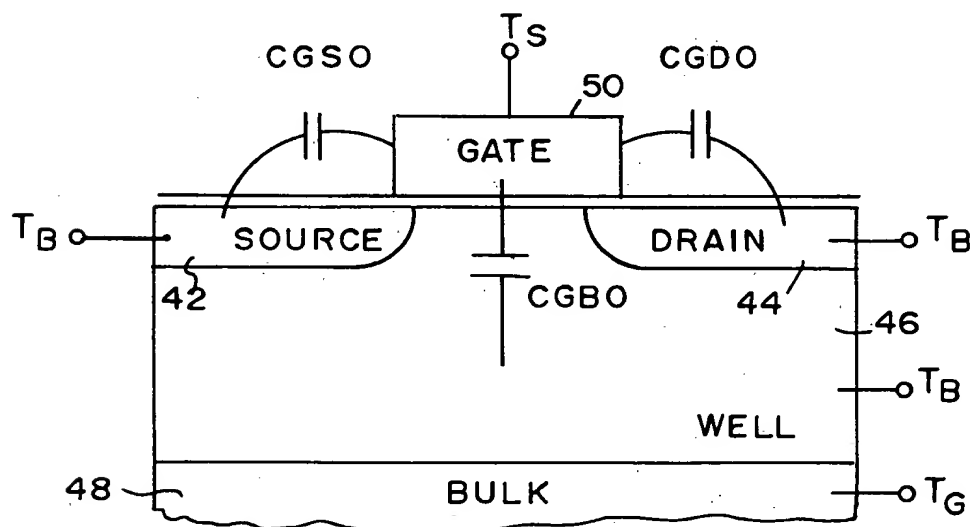 T_S
CGSO
CGDO
50
GATE
T_B
SOURCE
DRAIN
T_B
42
CGBO
44
46
T_B
WELL
48
BULK
T_G